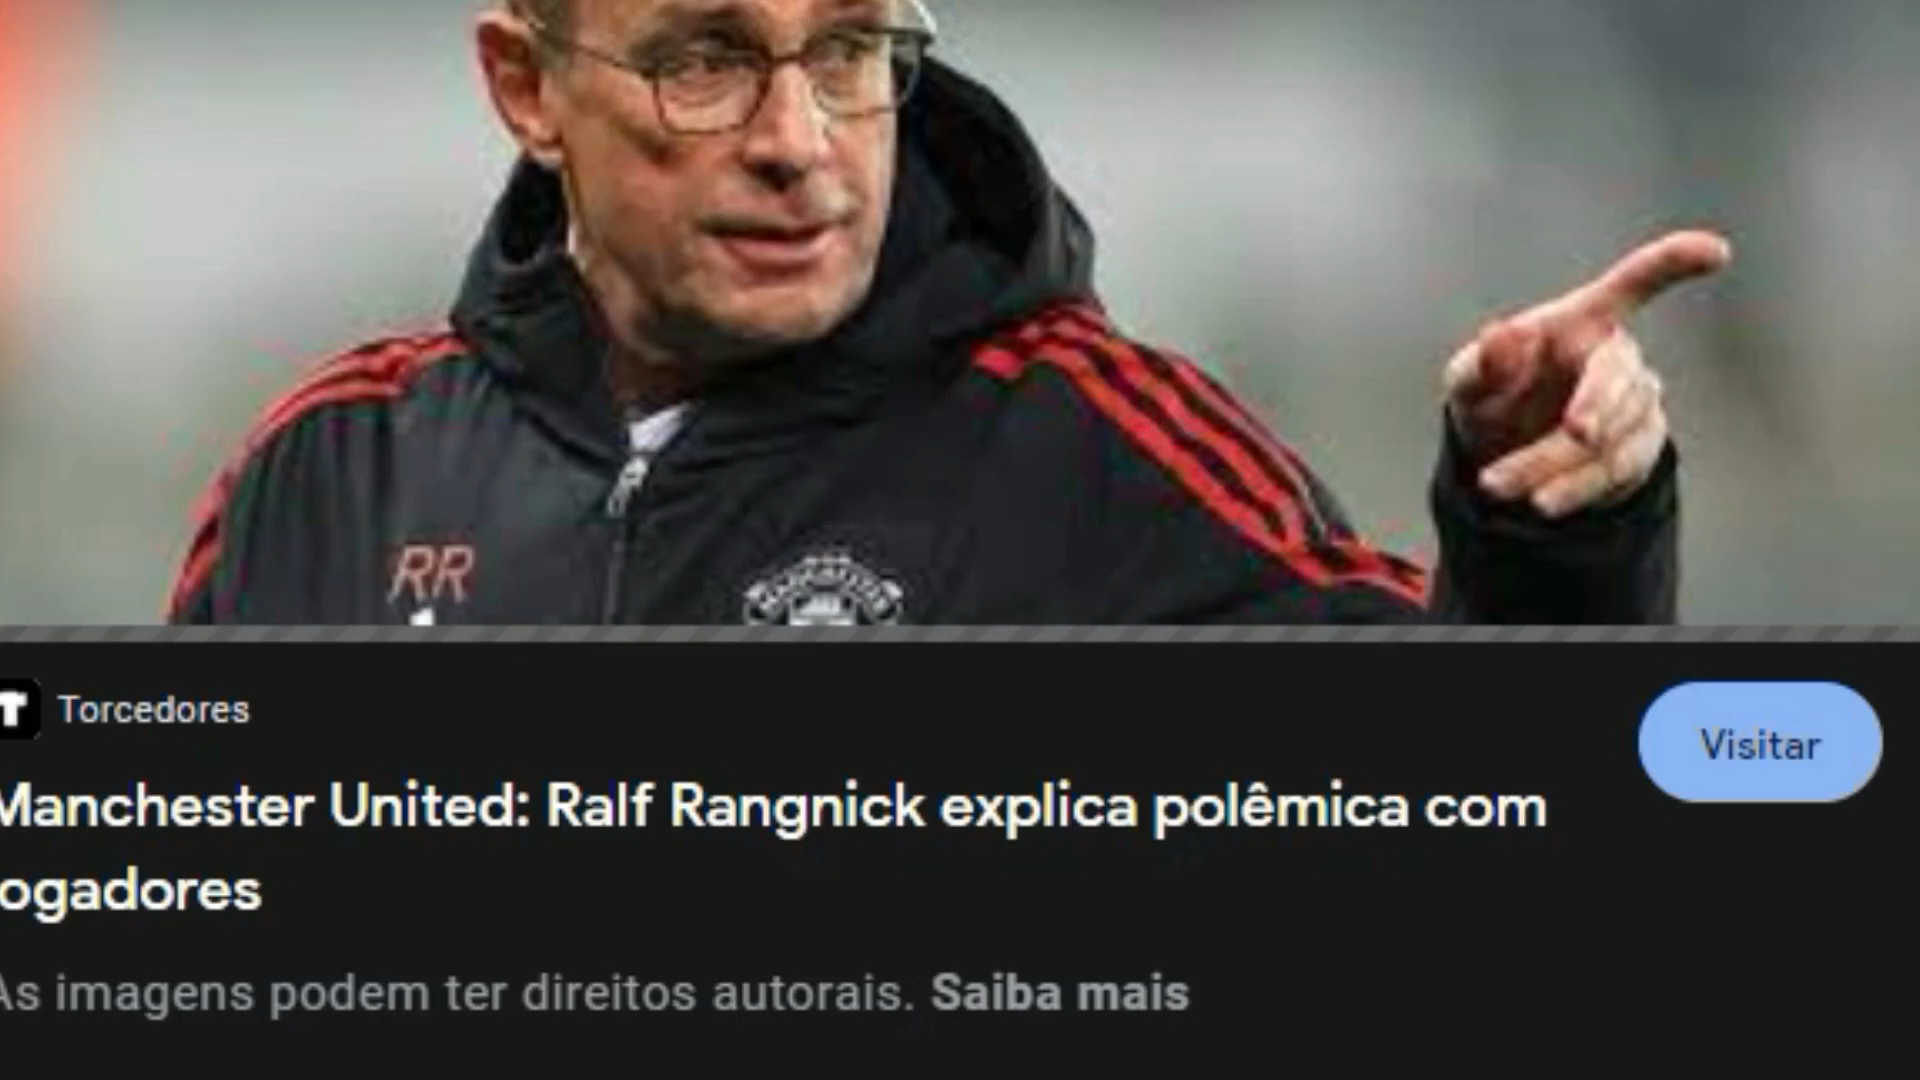 RR
MANCHESTER
Torcedores
Visitar
Manchester United: Ralf Rangnick explica polêmica com
ogadores
As imagens podem ter direitos autorais. Saiba mais